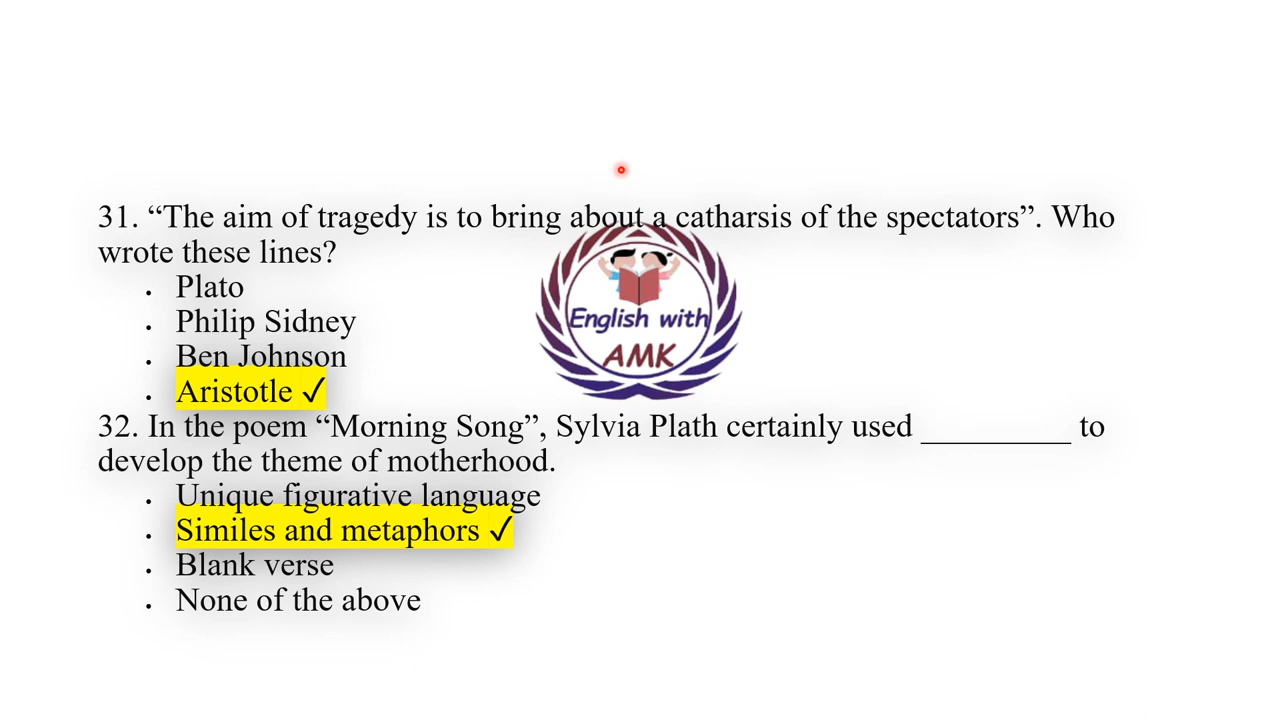 31. “The aim of tragedy is to bring about a catharsis of the spectators”. Who
wrote these lines?
• Plato
• Philip Sidney
• Ben Johnson
• Aristotle ✓
English with
AMK
32. In the poem “Morning Song”, Sylvia Plath certainly used _________ to
develop the theme of motherhood.
• Unique figurative language
• Similes and metaphors ✓
• Blank verse
• None of the above